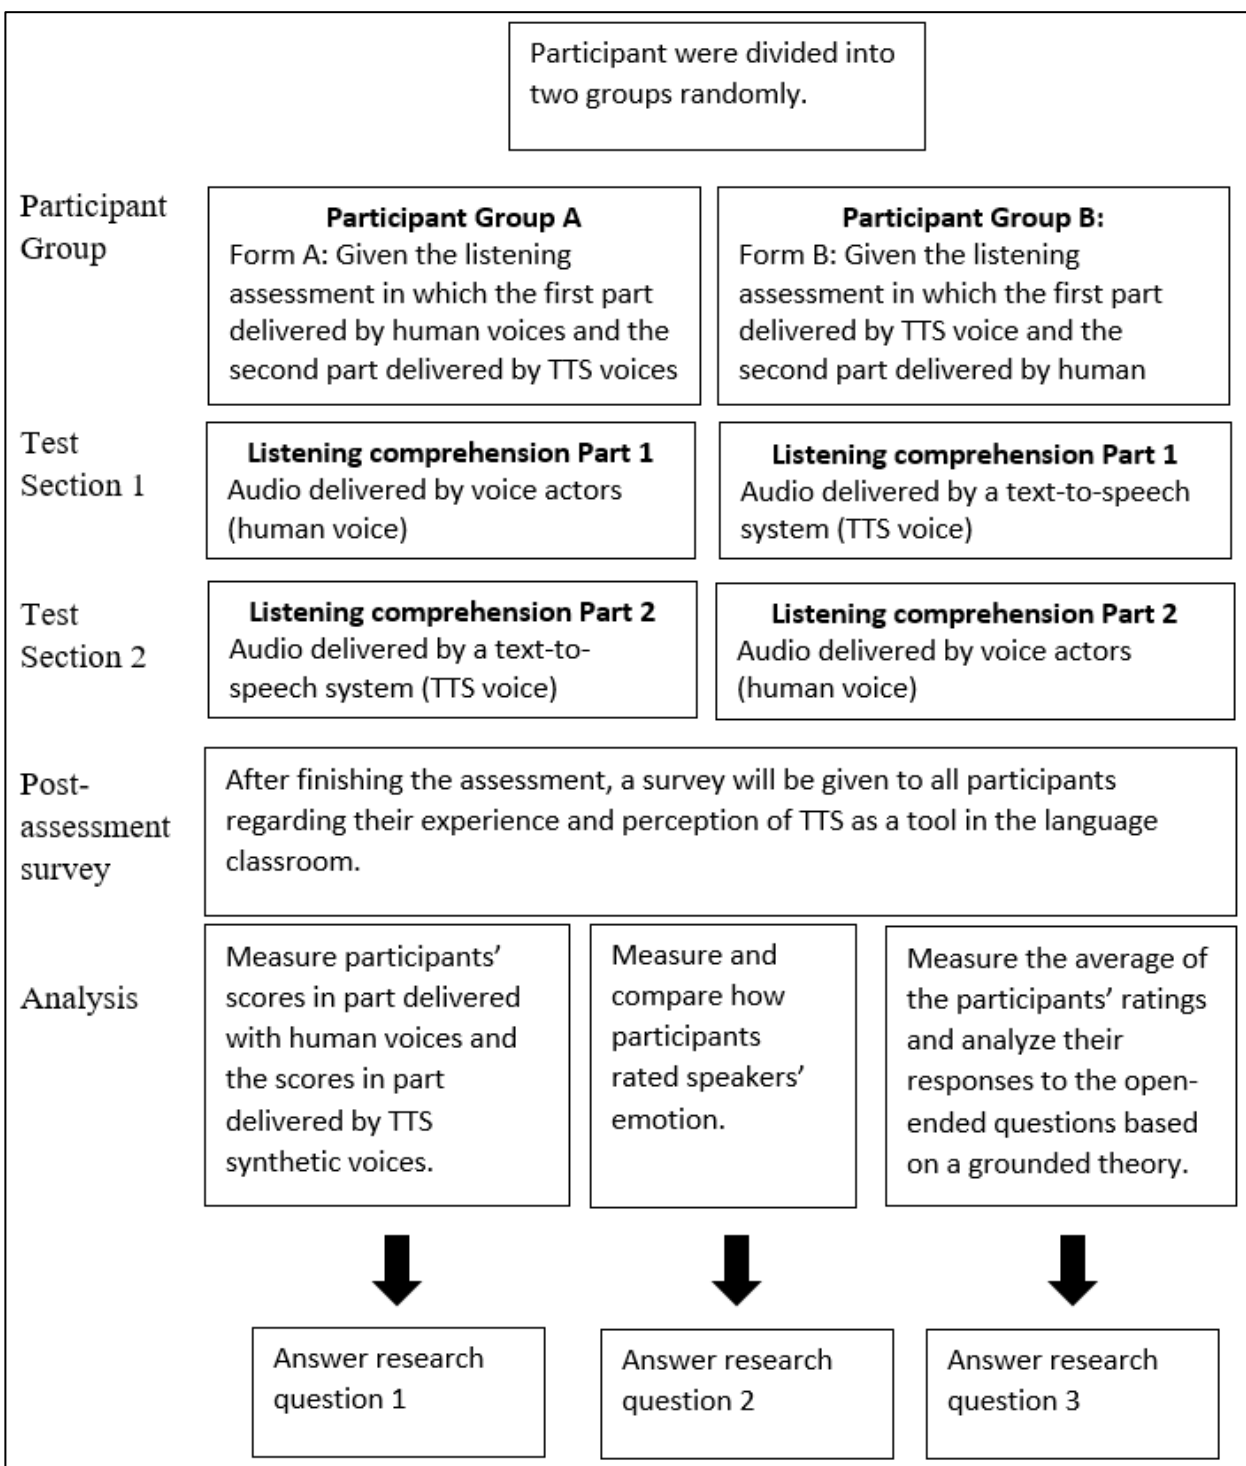 Participant were divided into
two groups randomly.
Participant
Group
Participant Group A
Form A: Given the listening
assessment in which the first part
delivered by human voices and the
second part delivered by TTS voices
Participant Group B:
Form B: Given the listening
assessment in which the first part
delivered by TTS voice and the
second part delivered by human
Test
Section 1
Listening comprehension Part 1
Audio delivered by voice actors
(human voice)
Listening comprehension Part 1
Audio delivered by a text-to-speech
system (TTS voice)
Test
Section 2
Listening comprehension Part 2
Audio delivered by a text-to-
speech system (TTS voice)
Listening comprehension Part 2
Audio delivered by voice actors
(human voice)
Post-
assessment
survey
After finishing the assessment, a survey will be given to all participants
regarding their experience and perception of TTS as a tool in the language
classroom.
Analysis
Measure participants’
scores in part delivered
with human voices and
the scores in part
delivered by TTS
synthetic voices.
Measure and
compare how
participants
rated speakers’
emotion.
Measure the average of
the participants’ ratings
and analyze their
responses to the open-
ended questions based
on a grounded theory.
Answer research
question 1
Answer research
question 2
Answer research
question 3